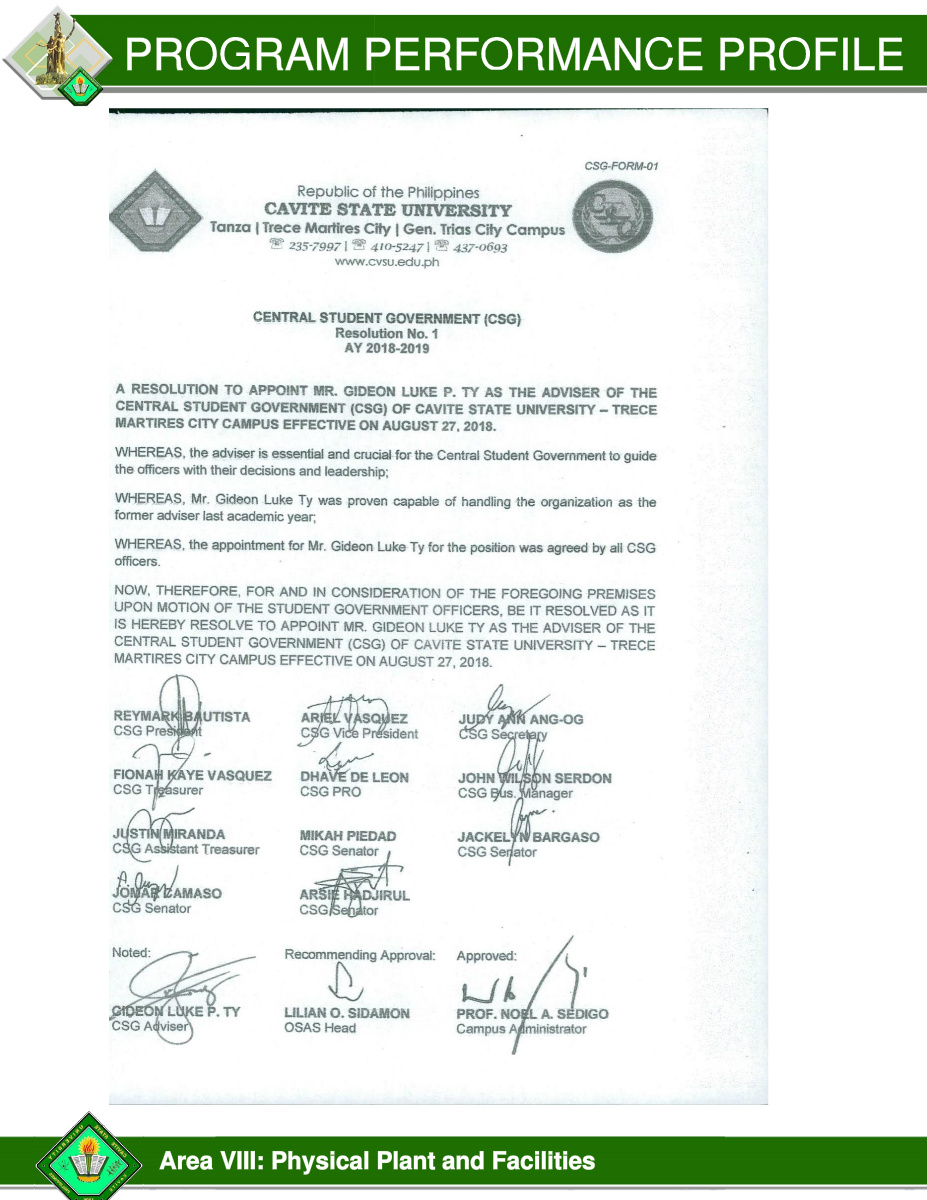 PROGRAM PERFORMANCE PROFILE
CSG-FORM-01
Republic of the Philippines
CAVITE STATE UNIVERSITY
Tanza | Trece Martires City | Gen. Trias City Campus
☏ 235-7997 | ☏ 410-5247 | ☏ 437-0693
www.cvsu.edu.ph
CENTRAL STUDENT GOVERNMENT (CSG)
Resolution No. 1
AY 2018-2019
A RESOLUTION TO APPOINT MR. GIDEON LUKE P. TY AS THE ADVISER OF THE
CENTRAL STUDENT GOVERNMENT (CSG) OF CAVITE STATE UNIVERSITY – TRECE
MARTIRES CITY CAMPUS EFFECTIVE ON AUGUST 27, 2018.
WHEREAS, the adviser is essential and crucial for the Central Student Government to guide
the officers with their decisions and leadership;
WHEREAS, Mr. Gideon Luke Ty was proven capable of handling the organization as the
former adviser last academic year;
WHEREAS, the appointment for Mr. Gideon Luke Ty for the position was agreed by all CSG
officers.
NOW, THEREFORE, FOR AND IN CONSIDERATION OF THE FOREGOING PREMISES
UPON MOTION OF THE STUDENT GOVERNMENT OFFICERS, BE IT RESOLVED AS IT
IS HEREBY RESOLVE TO APPOINT MR. GIDEON LUKE TY AS THE ADVISER OF THE
CENTRAL STUDENT GOVERNMENT (CSG) OF CAVITE STATE UNIVERSITY – TRECE
MARTIRES CITY CAMPUS EFFECTIVE ON AUGUST 27, 2018.
REYMARK BAUTISTA ARIEL VASQUEZ JUDY ANN ANG-OG
CSG President CSG Vice President CSG Secretary
FIONAH KAYE VASQUEZ DHAVE DE LEON JOHN WILSON SERDON
CSG Treasurer CSG PRO CSG Bus. Manager
JUSTIN MIRANDA MIKAH PIEDAD JACKELYN BARGASO
CSG Assistant Treasurer CSG Senator CSG Senator
JOMAR DAMASO ARSIE HADJIRUL
CSG Senator CSG Senator
Noted: Recommending Approval: Approved:
GIDEON LUKE P. TY LILIAN O. SIDAMON PROF. NOEL A. SEDIGO
CSG Adviser OSAS Head Campus Administrator
Area VIII: Physical Plant and Facilities